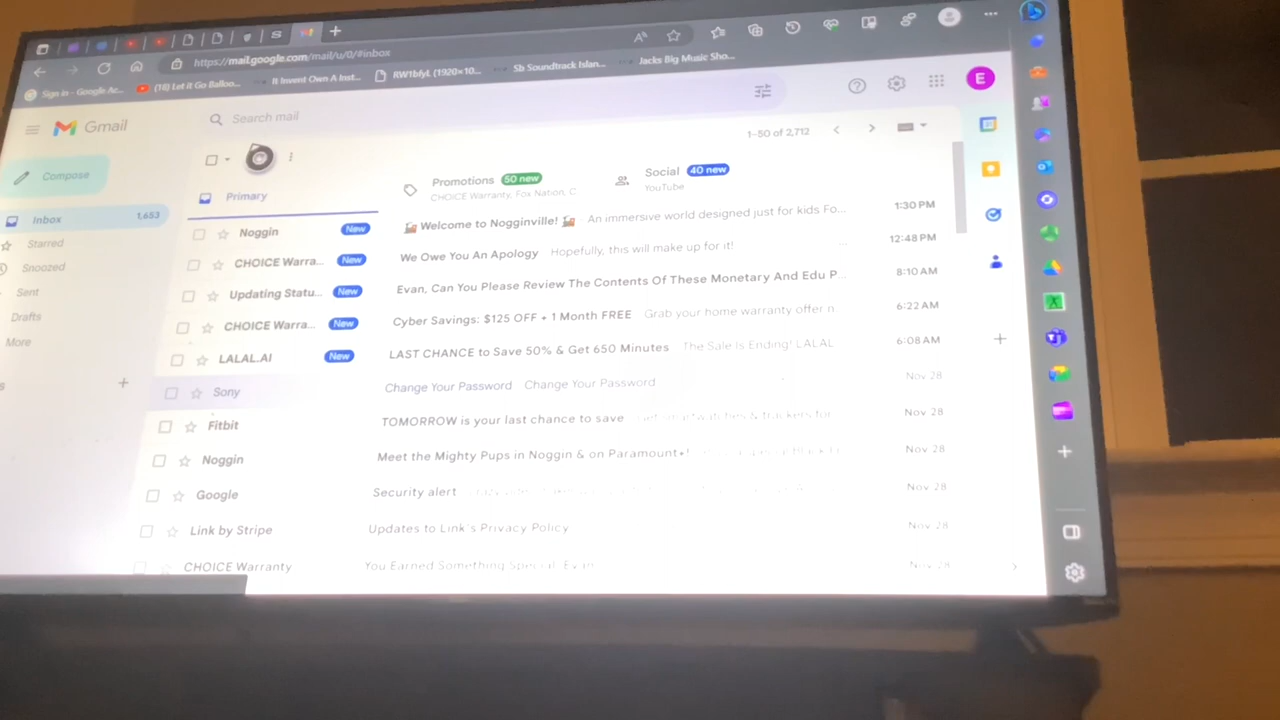 https://mail.google.com/mail/u/0/#inbox
Sign in - Google Ac...
(18) Let it Go Balloo...
It Invent Own A Inst...
RW1bfyL (1920×10...
Sb Soundtrack Islan...
Jacks Big Music Sho...
Gmail
Search mail
E
1–50 of 2,712
Compose
Primary
Promotions 50 new
CHOICE Warranty, Fox Nation, C
Social 40 new
YouTube
Inbox 1,653
Starred
Snoozed
Sent
Drafts
More
Noggin New Welcome to Nogginville! An immersive world designed just for kids Fo... 1:30 PM
CHOICE Warra... New We Owe You An Apology Hopefully, this will make up for it! 12:48 PM
Updating Statu... New Evan, Can You Please Review The Contents Of These Monetary And Edu P... 8:10 AM
CHOICE Warra... New Cyber Savings: $125 OFF + 1 Month FREE Grab your home warranty offer n... 6:22 AM
LALAL.AI New LAST CHANCE to Save 50% & Get 650 Minutes The Sale Is Ending! LALAL 6:08 AM
Sony Change Your Password Change Your Password Nov 28
Fitbit TOMORROW is your last chance to save & trackers for Nov 28
Noggin Meet the Mighty Pups in Noggin & on Paramount+! Nov 28
Google Security alert Nov 28
Link by Stripe Updates to Link's Privacy Policy Nov 28
CHOICE Warranty You Earned Something Special, Evan Nov 28